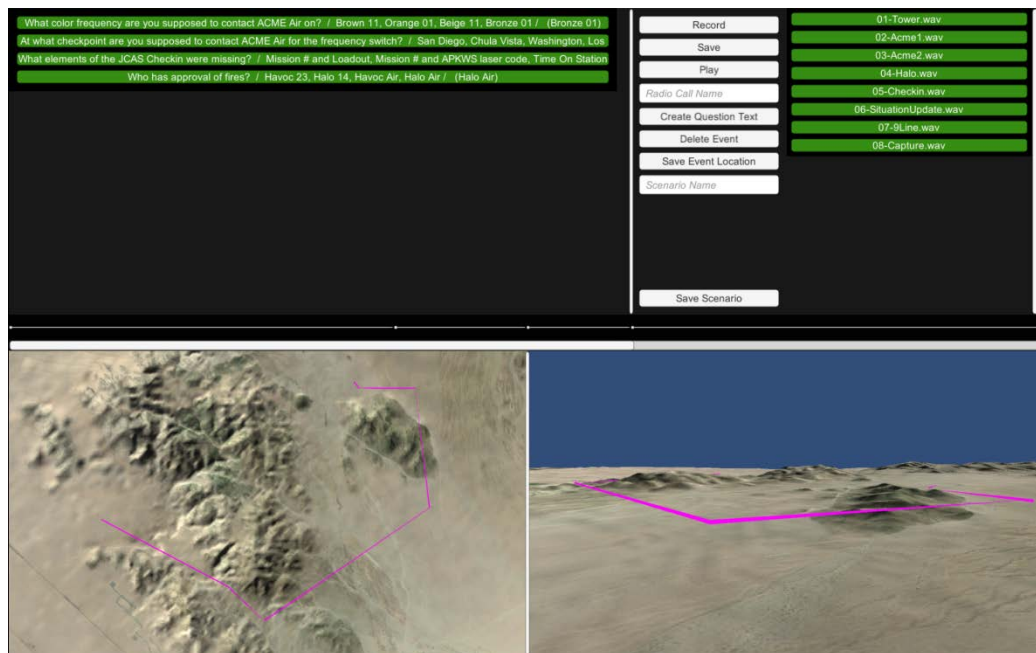 What color frequency are you supposed to contact ACME Air on? / Brown 11, Orange 01, Beige 11, Bronze 01 / (Bronze 01)
At what checkpoint are you supposed to contact ACME Air for the frequency switch? / San Diego, Chula Vista, Washington, Los
What elements of the JCAS Checkin were missing? / Mission # and Loadout, Mission # and APKWS laser code, Time On Station
Who has approval of fires? / Havoc 23, Halo 14, Havoc Air, Halo Air / (Halo Air)
Record
Save
Play
Radio Call Name
Create Question Text
Delete Event
Save Event Location
Scenario Name
Save Scenario
01-Tower.wav
02-Acme1.wav
03-Acme2.wav
04-Halo.wav
05-Checkin.wav
06-SituationUpdate.wav
07-9Line.wav
08-Capture.wav